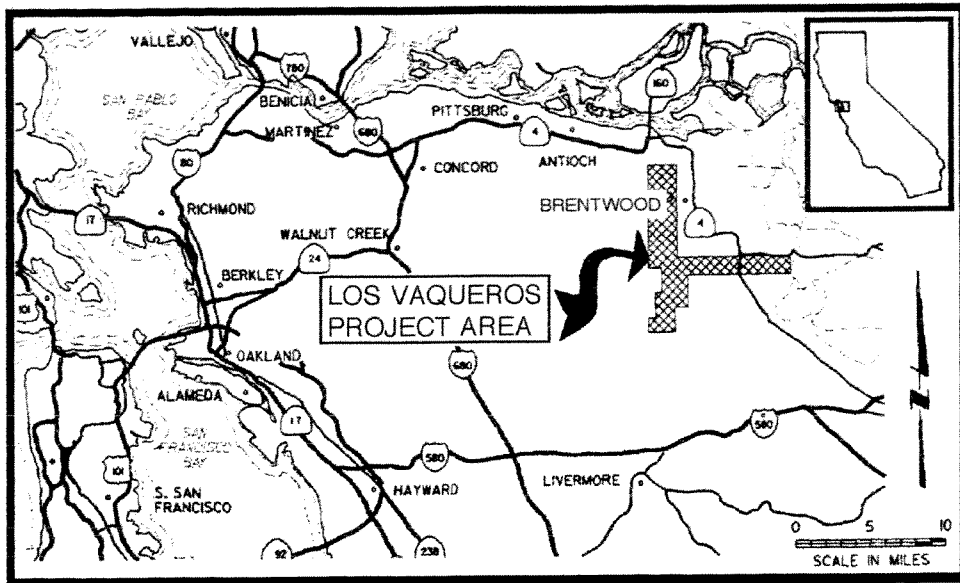 VALLEJO
780
160
SAN PABLO
BAY
BENICIA
PITTSBURG
MARTINEZ
680
4
ANTIOCH
80
CONCORD
BRENTWOOD
17
RICHMOND
4
WALNUT CREEK
24
BERKLEY
LOS VAQUEROS
PROJECT AREA
101
OAKLAND
680
ALAMEDA
17
580
SAN
FRANCISCO
BAY
580
101
HAYWARD
LIVERMORE
S. SAN
FRANCISCO
92
238
N
0 5 10
SCALE IN MILES